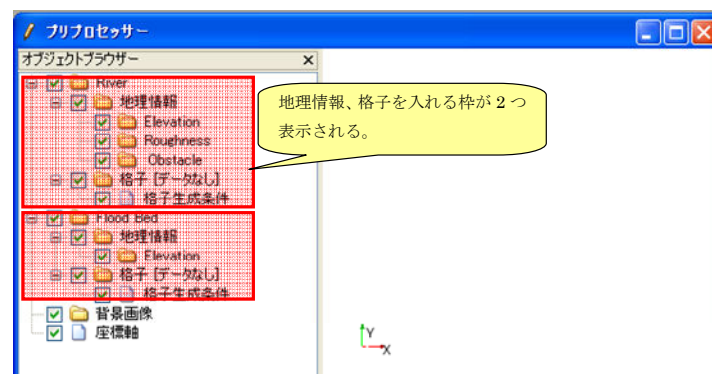 プリプロセッサー
オブジェクトブラウザー
River
地理情報
Elevation
Roughness
Obstacle
格子 [データなし]
格子生成条件
Flood Bed
地理情報
Elevation
格子 [データなし]
格子生成条件
背景画像
座標軸
地理情報、格子を入れる枠が 2 つ
表示される。
Y
X